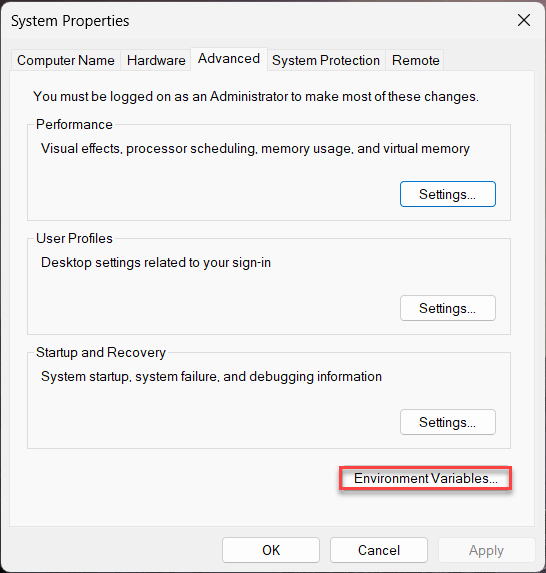 System Properties
Computer Name Hardware Advanced System Protection Remote
You must be logged on as an Administrator to make most of these changes.
Performance
Visual effects, processor scheduling, memory usage, and virtual memory
Settings...
User Profiles
Desktop settings related to your sign-in
Settings...
Startup and Recovery
System startup, system failure, and debugging information
Settings...
Environment Variables...
OK Cancel Apply